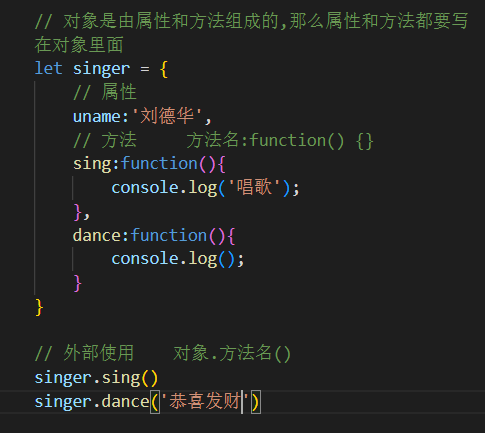 // 对象是由属性和方法组成的,那么属性和方法都要写
在对象里面
let singer = {
    // 属性
    uname:'刘德华',
    // 方法     方法名:function() {}
    sing:function(){
        console.log('唱歌');
    },
    dance:function(){
        console.log();
    }
}

// 外部使用    对象.方法名()
singer.sing()
singer.dance('恭喜发财')